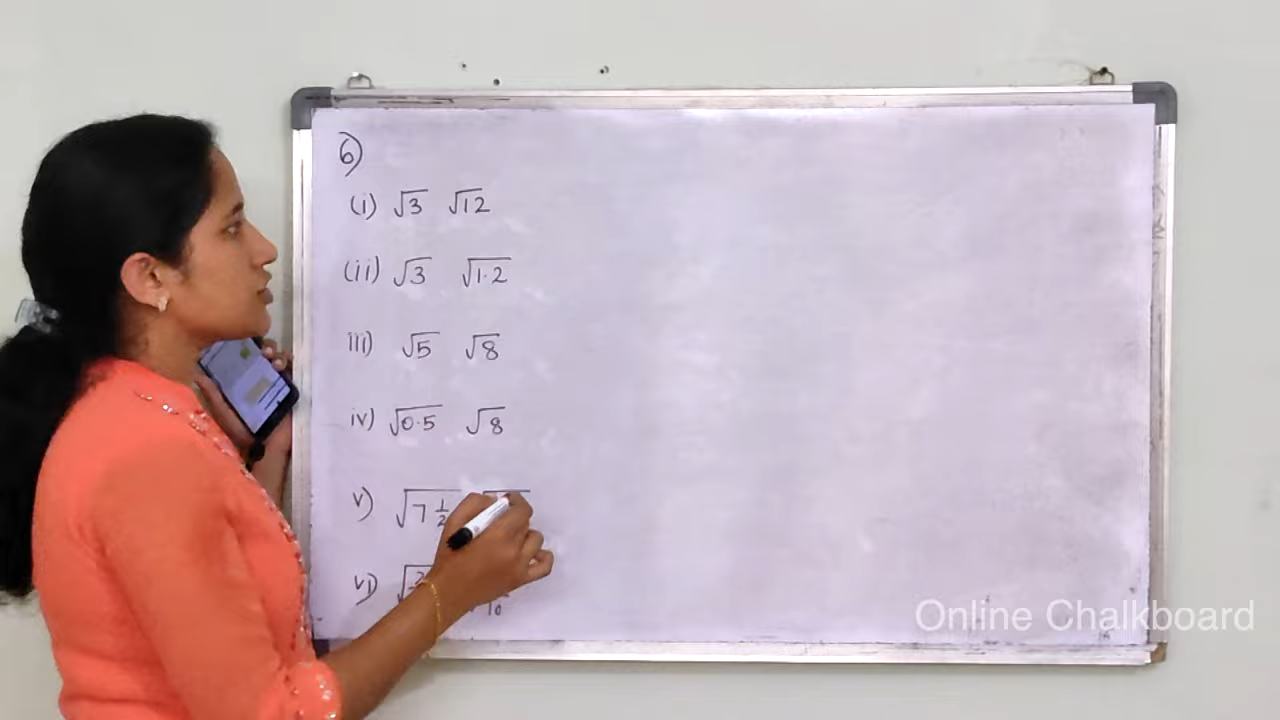 6)
(i) √3 √12
(ii) √3 √1.2
iii) √5 √8
iv) √0.5 √8
v) √7 1/2
vi)
Online Chalkboard